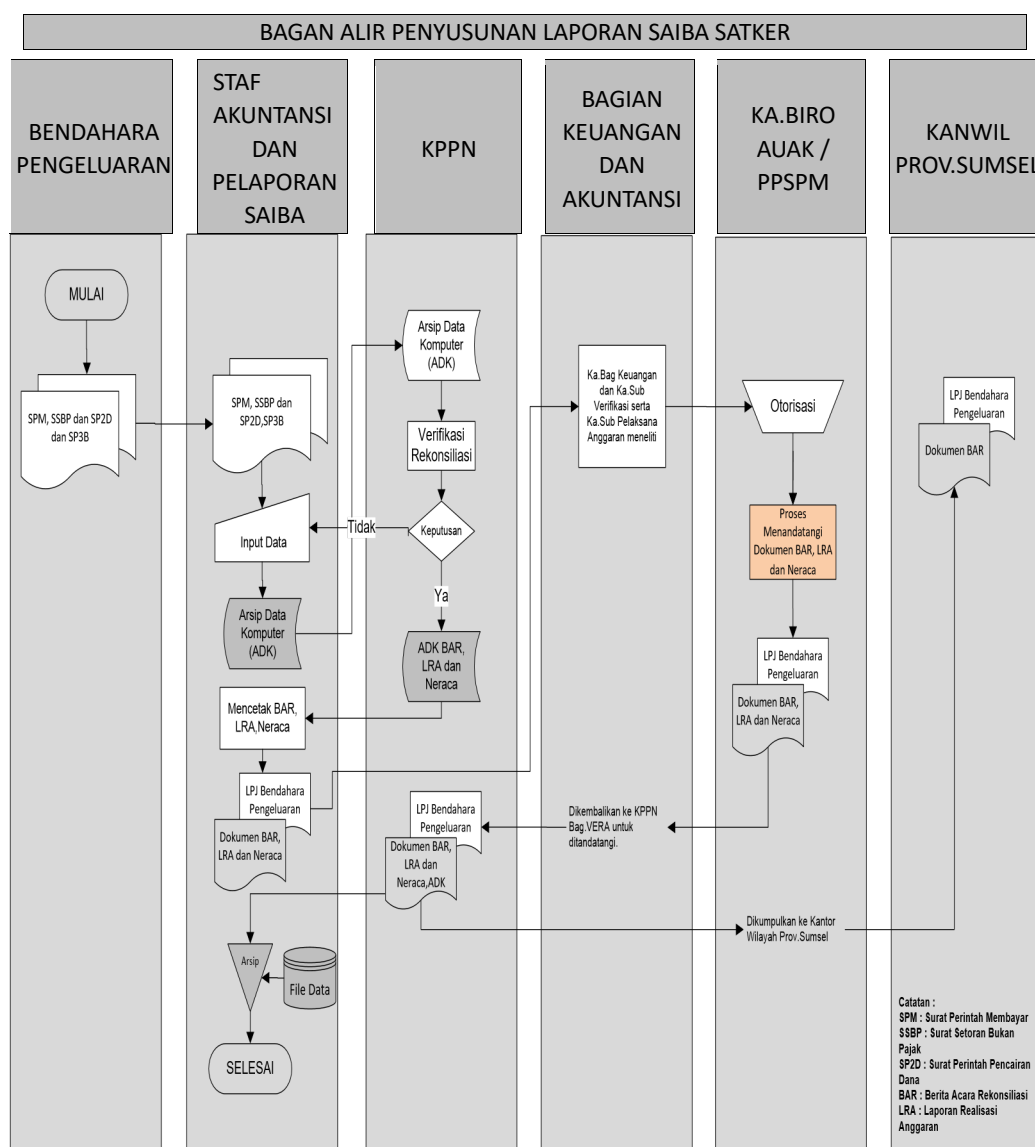 BAGAN ALIR PENYUSUNAN LAPORAN SAIBA SATKER
BENDAHARA
PENGELUARAN
STAF
AKUNTANSI
DAN
PELAPORAN
SAIBA
KPPN
BAGIAN
KEUANGAN
DAN
AKUNTANSI
KA.BIRO
AUAK /
PPSPM
KANWIL
PROV.SUMSEL
MULAI
SPM, SSBP dan SP2D
dan SP3B
SPM, SSBP dan
SP2D,SP3B
Input Data
Arsip Data
Komputer
(ADK)
Mencetak BAR,
LRA,Neraca
LPJ Bendahara
Pengeluaran
Dokumen BAR,
LRA dan Neraca
Arsip
File Data
SELESAI
Arsip Data
Komputer
(ADK)
Verifikasi
Rekonsiliasi
Keputusan
Tidak
Ya
ADK BAR,
LRA dan
Neraca
LPJ Bendahara
Pengeluaran
Dokumen BAR,
LRA dan
Neraca,ADK
Ka.Bag Keuangan
dan Ka.Sub
Verifikasi serta
Ka.Sub Pelaksana
Anggaran meneliti
Dikembalikan ke KPPN
Bag.VERA untuk
ditandatangi.
Otorisasi
Proses
Menandatangi
Dokumen BAR, LRA
dan Neraca
LPJ Bendahara
Pengeluaran
Dokumen BAR,
LRA dan Neraca
Dikumpulkan ke Kantor
Wilayah Prov.Sumsel
LPJ Bendahara
Pengeluaran
Dokumen BAR
Catatan :
SPM : Surat Perintah Membayar
SSBP : Surat Setoran Bukan
Pajak
SP2D : Surat Perintah Pencairan
Dana
BAR : Berita Acara Rekonsiliasi
LRA : Laporan Realisasi
Anggaran